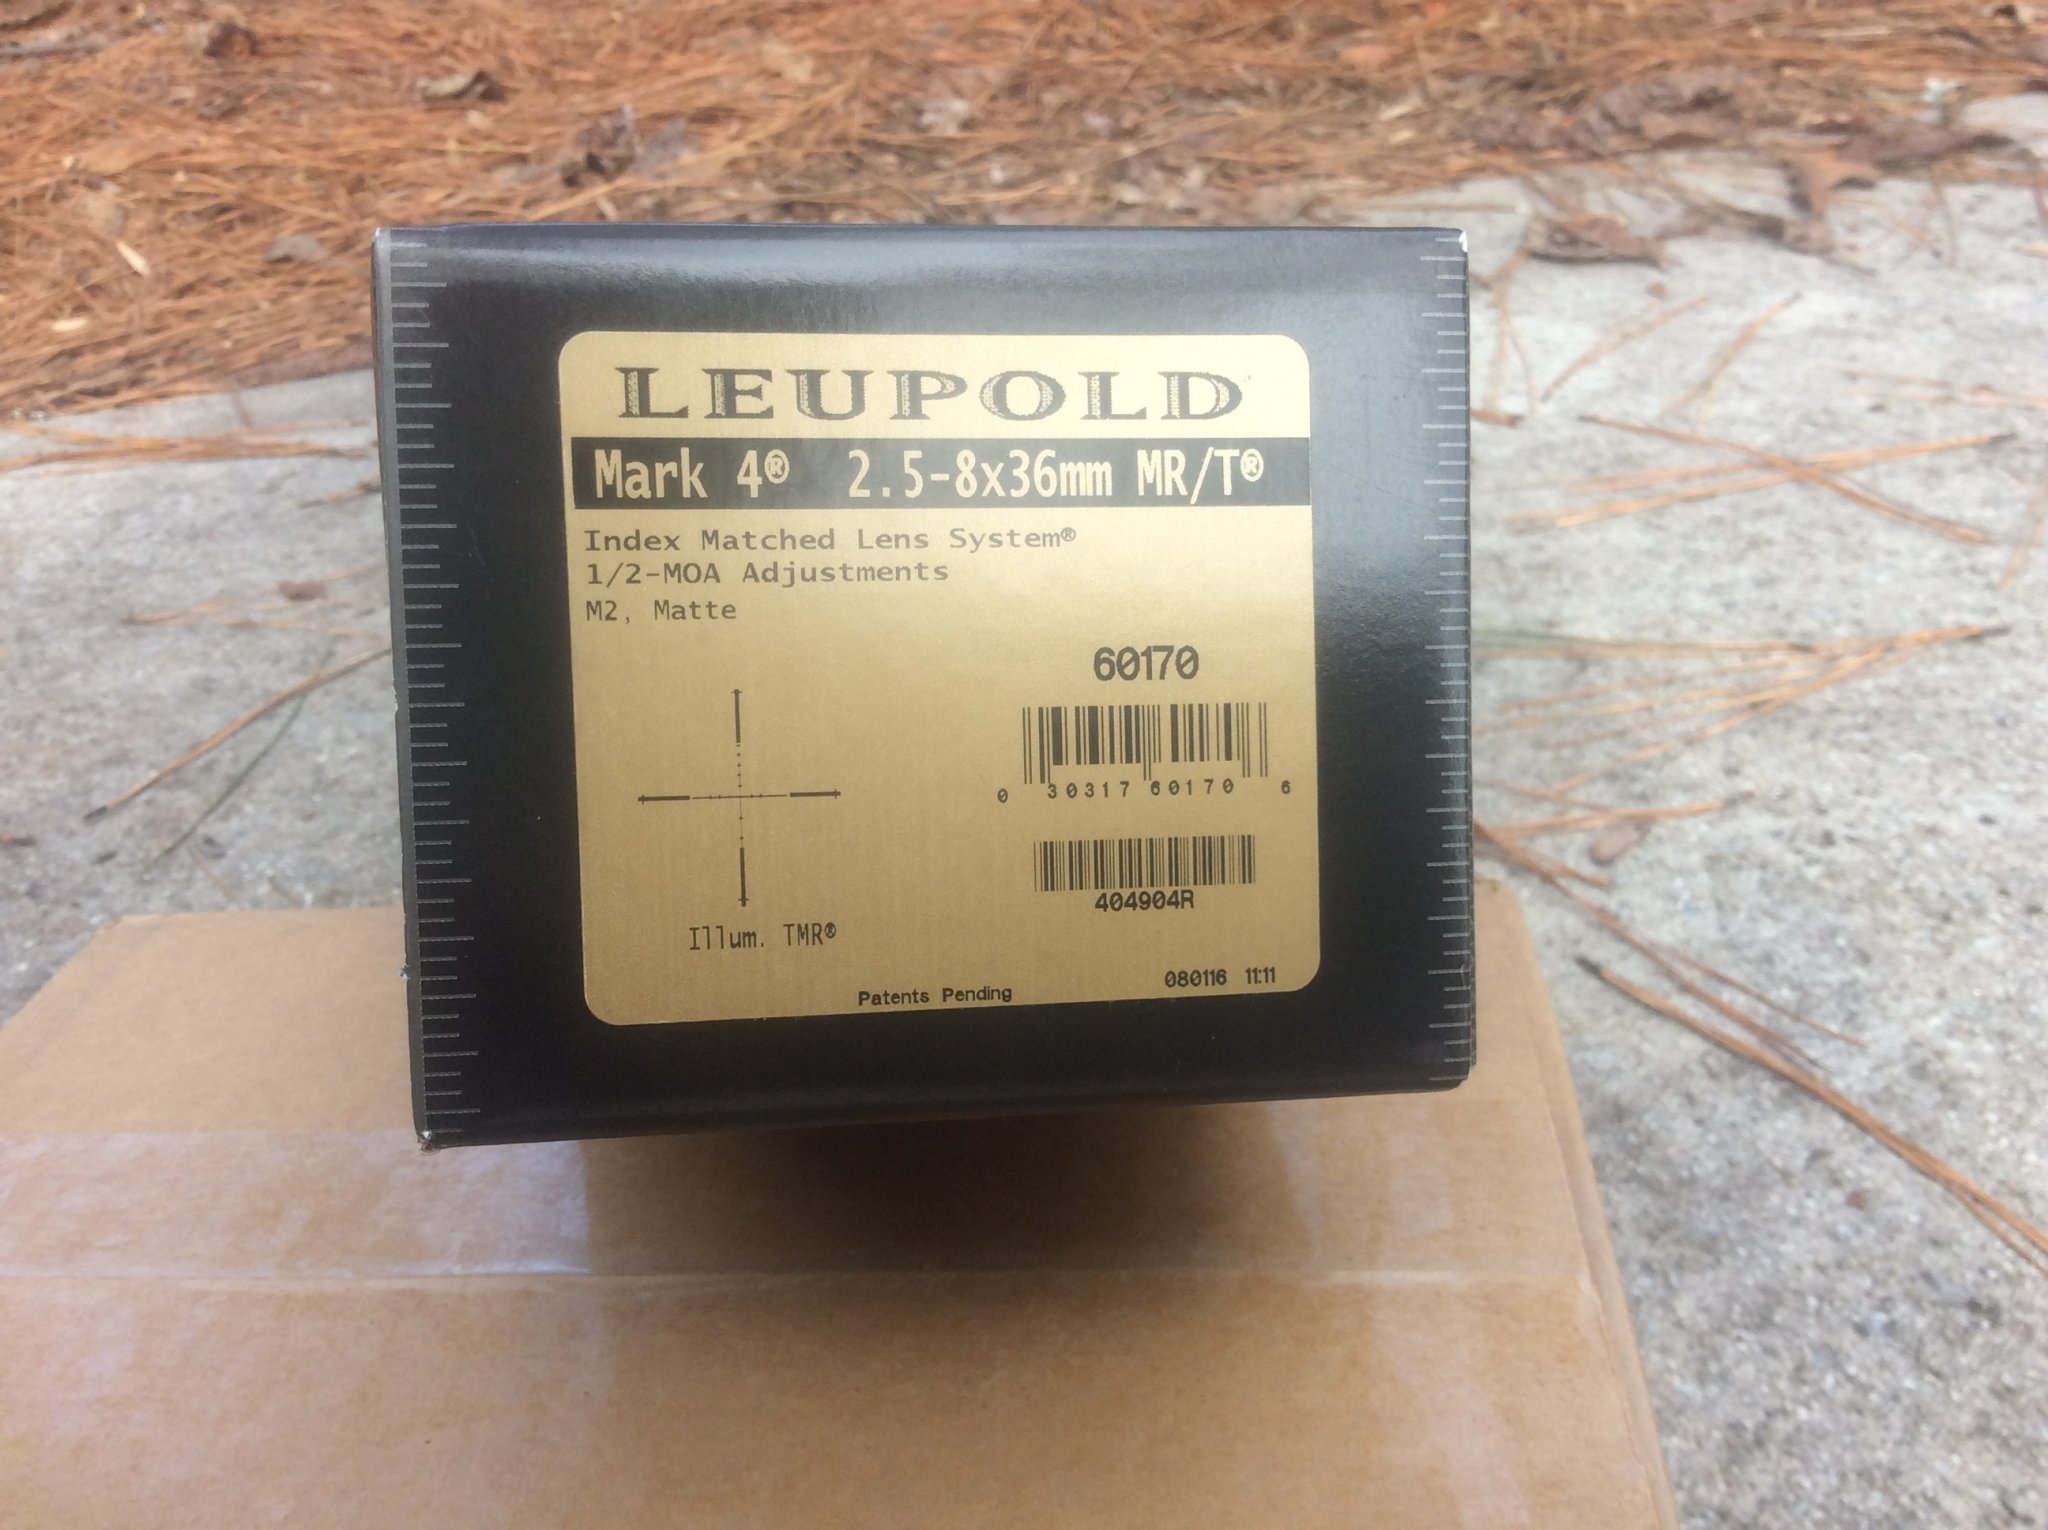 LEUPOLD
Mark 4® 2.5-8x36mm MR/T®
Index Matched Lens System®
1/2-MOA Adjustments
M2, Matte
60170
0 30317 60170 6
404904R
Illum. TMR®
Patents Pending
080116 11:11